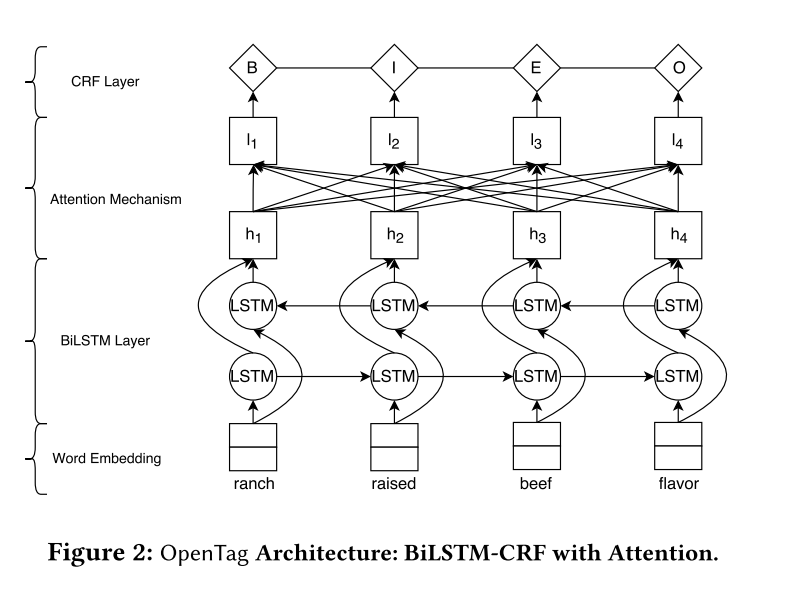 CRF Layer
B I E O
l1 l2 l3 l4
Attention Mechanism
h1 h2 h3 h4
BiLSTM Layer
LSTM LSTM LSTM LSTM
LSTM LSTM LSTM LSTM
Word Embedding
ranch raised beef flavor
Figure 2: OpenTag Architecture: BiLSTM-CRF with Attention.